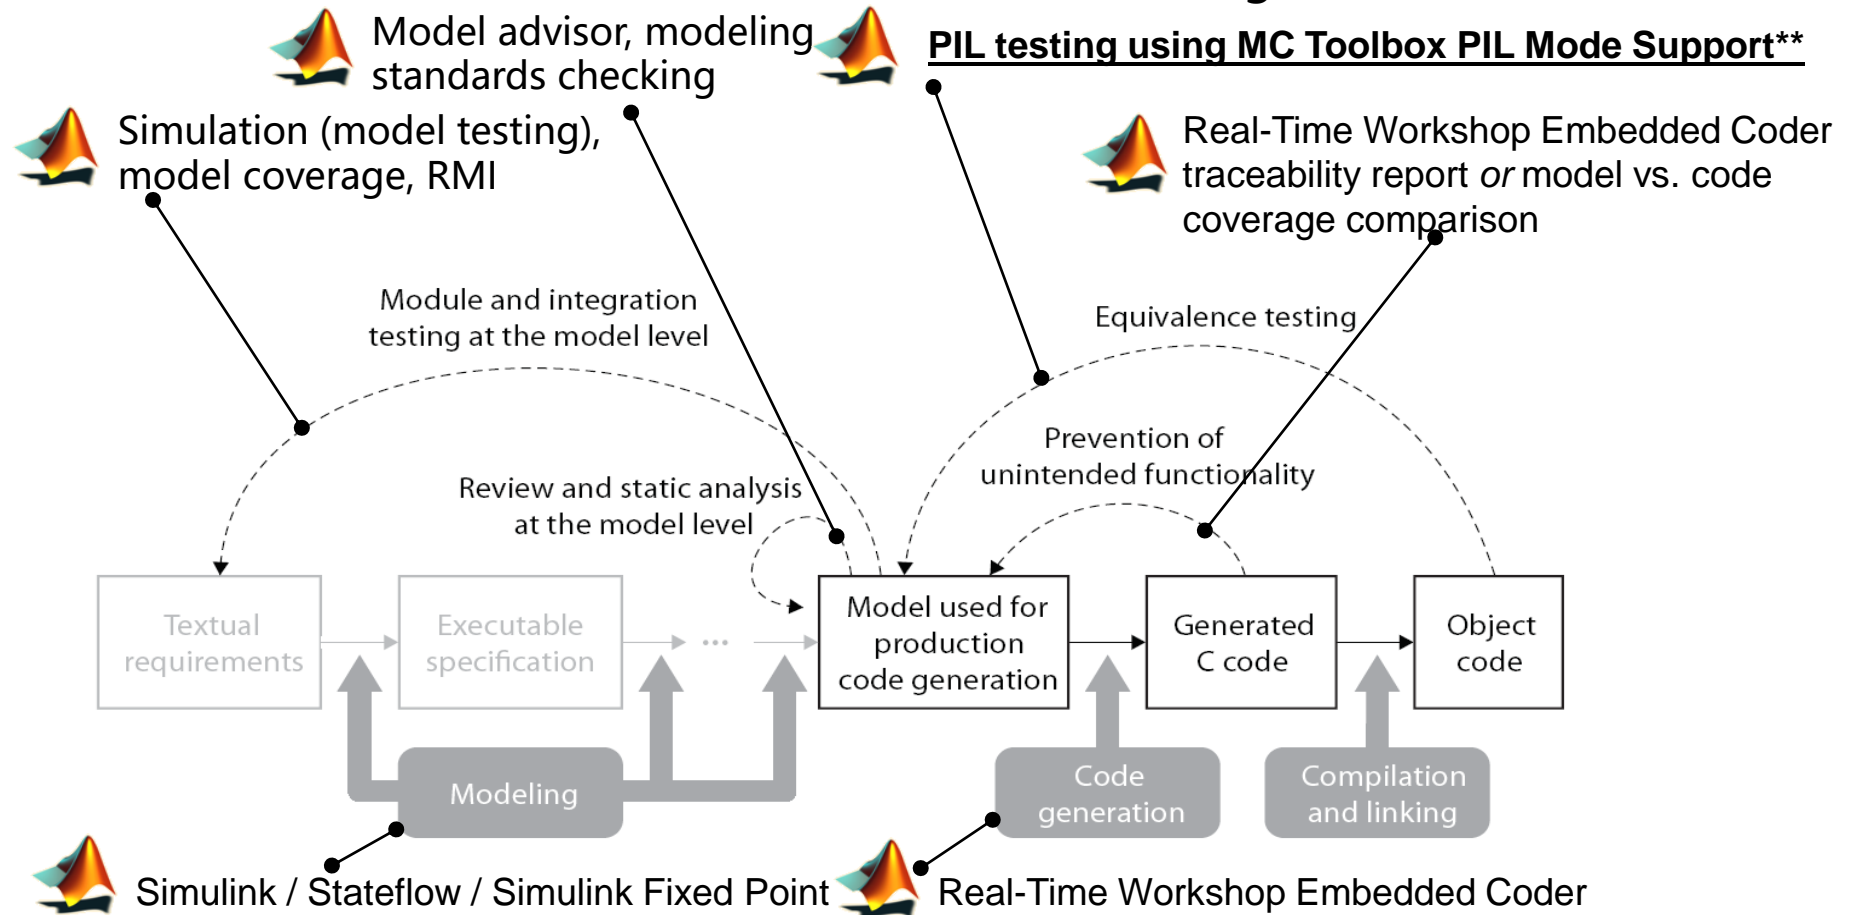 Model advisor, modeling
standards checking
PIL testing using MC Toolbox PIL Mode Support**
Simulation (model testing),
model coverage, RMI
Real-Time Workshop Embedded Coder
traceability report or model vs. code
coverage comparison
Module and integration
testing at the model level
Equivalence testing
Prevention of
unintended functionality
Review and static analysis
at the model level
Textual
requirements
Executable
specification
...
Model used for
production
code generation
Generated
C code
Object
code
Modeling
Code
generation
Compilation
and linking
Simulink / Stateflow / Simulink Fixed Point
Real-Time Workshop Embedded Coder